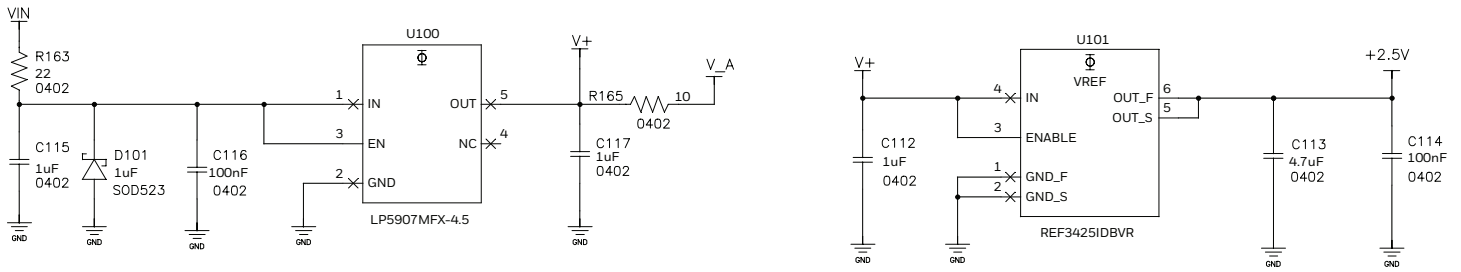 VIN
R163
22
0402
C115
1uF
0402
GND
D101
1uF
SOD523
GND
C116
100nF
0402
GND
U100
Φ
1 IN
3 EN
2 GND
OUT 5
NC 4
LP5907MFX-4.5
GND
V+
C117
1uF
0402
GND
R165 10
0402
V_A
V+
C112
1uF
0402
GND
U101
Φ
VREF
4 IN
3 ENABLE
1 GND_F
2 GND_S
OUT_F 6
OUT_S 5
REF3425IDBVR
GND
C113
4.7uF
0402
GND
+2.5V
C114
100nF
0402
GND